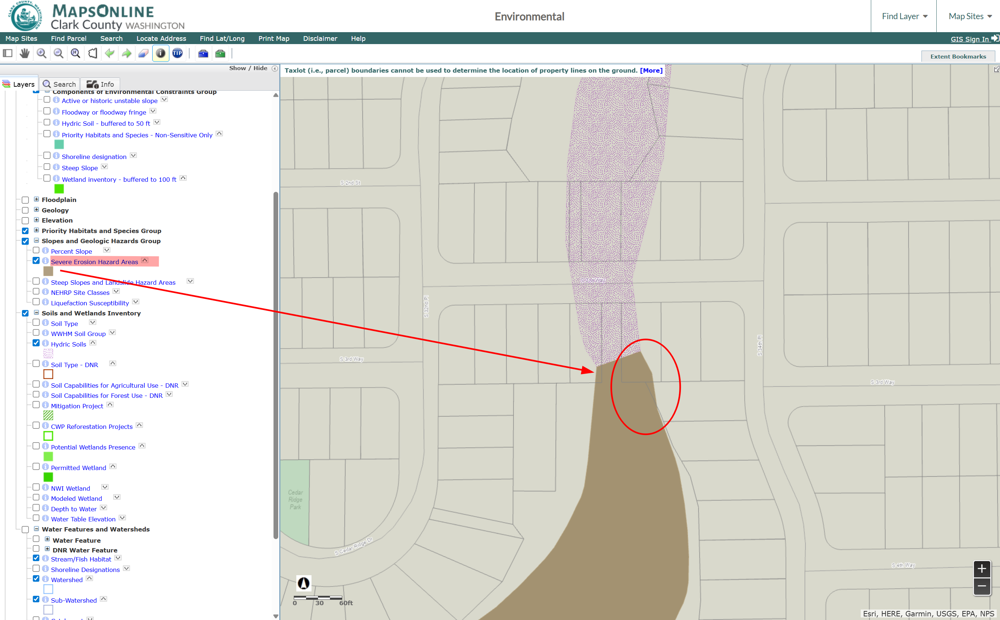 CLARK COUNTY, WASHINGTON
MAPSONLINE
Clark County WASHINGTON
Environmental
Find Layer
Map Sites
Map Sites
Find Parcel
Search
Locate Address
Find Lat/Long
Print Map
Disclaimer
Help
GIS Sign In
TIP
Extent Bookmarks
Show / Hide
Layers
Search
Info
Components of Environmental Constraints Group
Active or historic unstable slope
Floodway or floodway fringe
Hydric Soil - buffered to 50 ft
Priority Habitats and Species - Non-Sensitive Only
Shoreline designation
Steep Slope
Wetland inventory - buffered to 100 ft
Floodplain
Geology
Elevation
Priority Habitats and Species Group
Slopes and Geologic Hazards Group
Percent Slope
Severe Erosion Hazard Areas
Steep Slopes and Landslide Hazard Areas
NEHRP Site Classes
Liquefaction Susceptibility
Soils and Wetlands Inventory
Soil Type
WWHM Soil Group
Hydric Soils
Soil Type - DNR
Soil Capabilities for Agricultural Use - DNR
Soil Capabilities for Forest Use - DNR
Mitigation Project
CWP Reforestation Projects
Potential Wetlands Presence
Permitted Wetland
NWI Wetland
Modeled Wetland
Depth to Water
Water Table Elevation
Water Features and Watersheds
Water Feature
DNR Water Feature
Stream/Fish Habitat
Shoreline Designations
Watershed
Sub-Watershed
Taxlot (i.e., parcel) boundaries cannot be used to determine the location of property lines on the ground. [More]
S 2nd St
S 32nd Pl
S 34th Pl
S 3rd Way
S 3rd Way
Cedar
Ridge
Park
S Cedar Ridge Dr
S 4th Way
0 30 60ft
Esri, HERE, Garmin, USGS, EPA, NPS